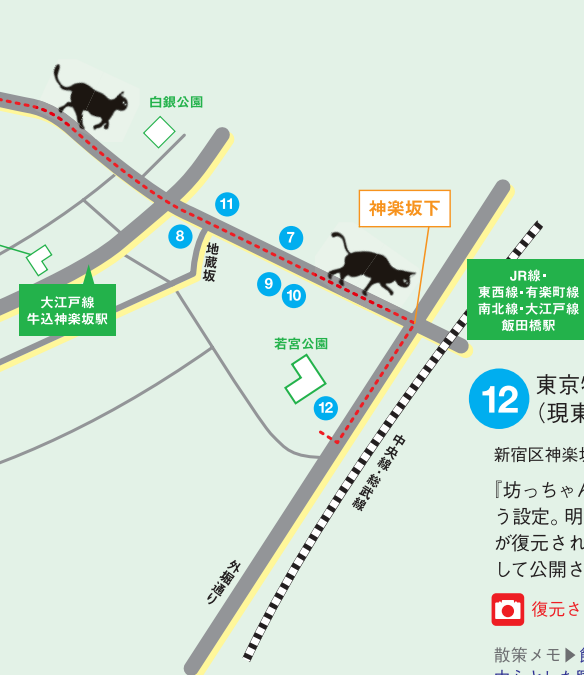 白銀公園
神楽坂下
11
8
7
地蔵坂
9
10
大江戸線
牛込神楽坂駅
JR線・
東西線・有楽町線
南北線・大江戸線
飯田橋駅
若宮公園
12
中央線・総武線
外堀通り
12
東京
（現東
新宿区神楽
『坊っちゃん
う設定。明
が復元され
して公開さ
復元さ
散策メモ▶